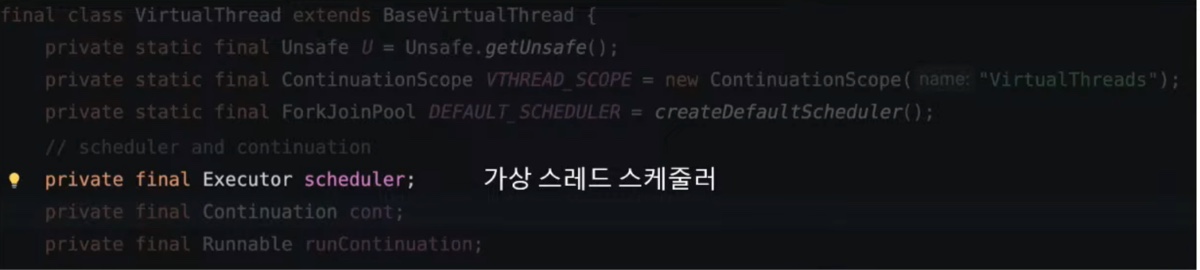 final class VirtualThread extends BaseVirtualThread {
private static final Unsafe U = Unsafe.getUnsafe();
private static final ContinuationScope VTHREAD_SCOPE = new ContinuationScope( name: "VirtualThreads");
private static final ForkJoinPool DEFAULT_SCHEDULER = createDefaultScheduler();
// scheduler and continuation
private final Executor scheduler; 가상 스레드 스케줄러
private final Continuation cont;
private final Runnable runContinuation;